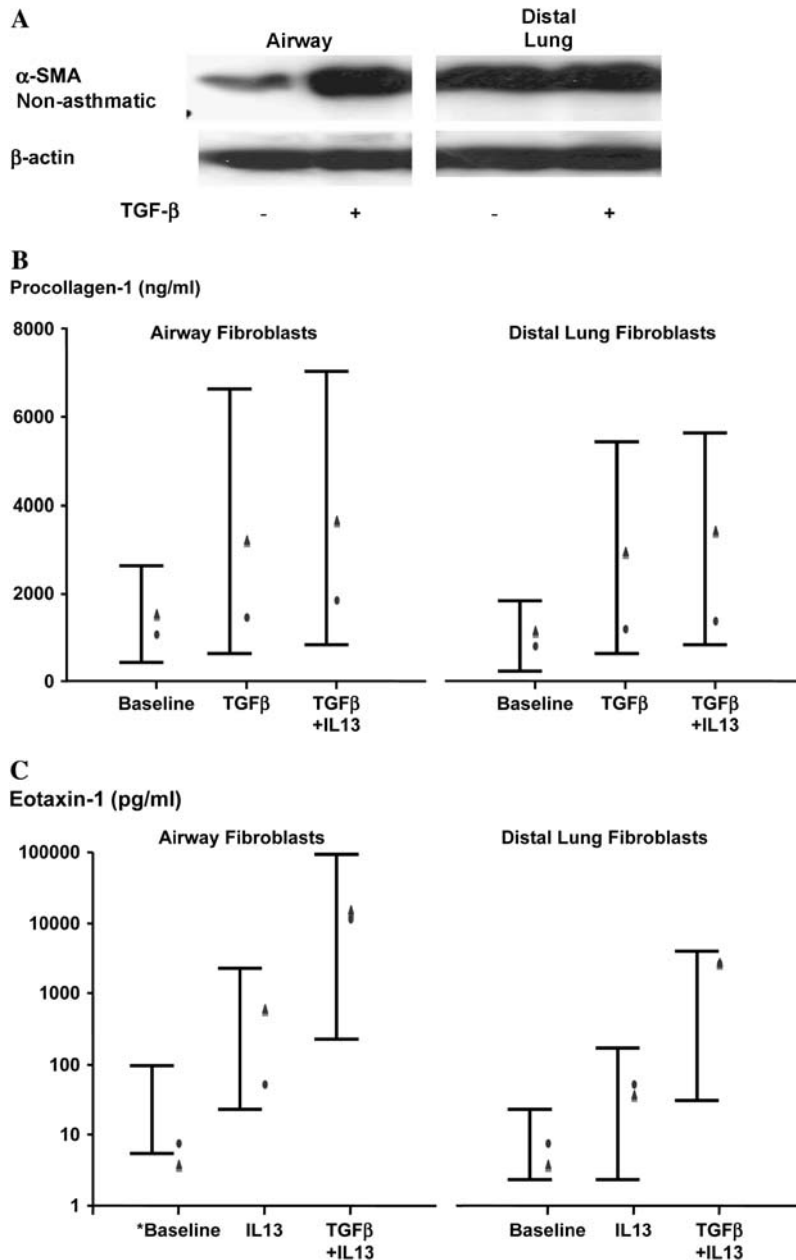 A
Airway
Distal
Lung
α-SMA
Non-asthmatic
β-actin
TGF-β - + - +
B
Procollagen-1 (ng/ml)
Airway Fibroblasts Distal Lung Fibroblasts
8000
6000
4000
2000
0
Baseline TGFβ TGFβ
+IL13
Baseline TGFβ TGFβ
+IL13
C
Eotaxin-1 (pg/ml)
Airway Fibroblasts Distal Lung Fibroblasts
100000
10000
1000
100
10
1
*Baseline IL13 TGFβ
+IL13
Baseline IL13 TGFβ
+IL13